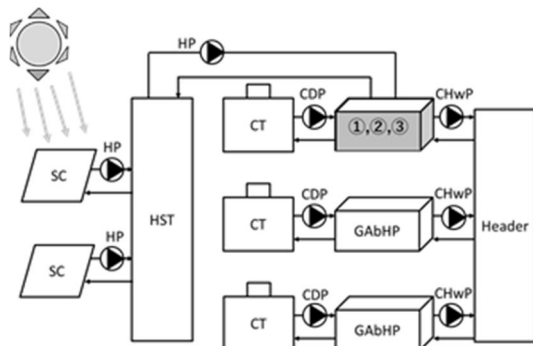 HP
CDP
CHwP
CT
①,②,③
HP
SC
HST
CDP
CHwP
CT
GAbHP
Header
HP
SC
CDP
CHwP
CT
GAbHP